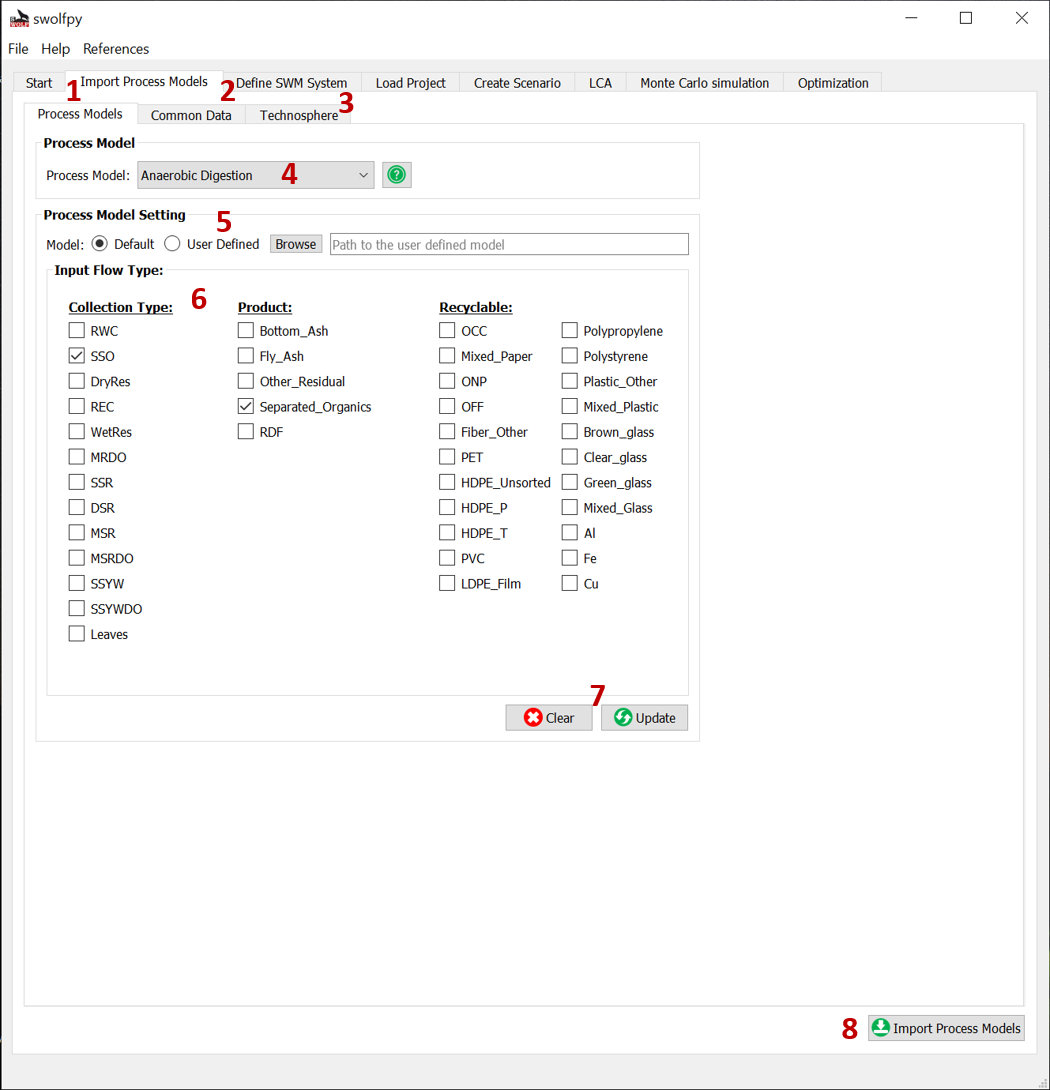 swolfpy
File Help References
Start Import Process Models Define SWM System Load Project Create Scenario LCA Monte Carlo simulation Optimization
1 2 3
Process Models Common Data Technosphere
Process Model
Process Model: Anaerobic Digestion 4 ?
Process Model Setting
5
Model: Default User Defined Browse Path to the user defined model
Input Flow Type:
6
Collection Type: Product: Recyclable:
RWC Bottom_Ash OCC Polypropylene
SSO Fly_Ash Mixed_Paper Polystyrene
DryRes Other_Residual ONP Plastic_Other
REC Separated_Organics OFF Mixed_Plastic
WetRes RDF Fiber_Other Brown_glass
MRDO PET Clear_glass
SSR HDPE_Unsorted Green_glass
DSR HDPE_P Mixed_Glass
MSR HDPE_T Al
MSRDO PVC Fe
SSYW LDPE_Film Cu
SSYWDO
Leaves
7
Clear Update
8 Import Process Models